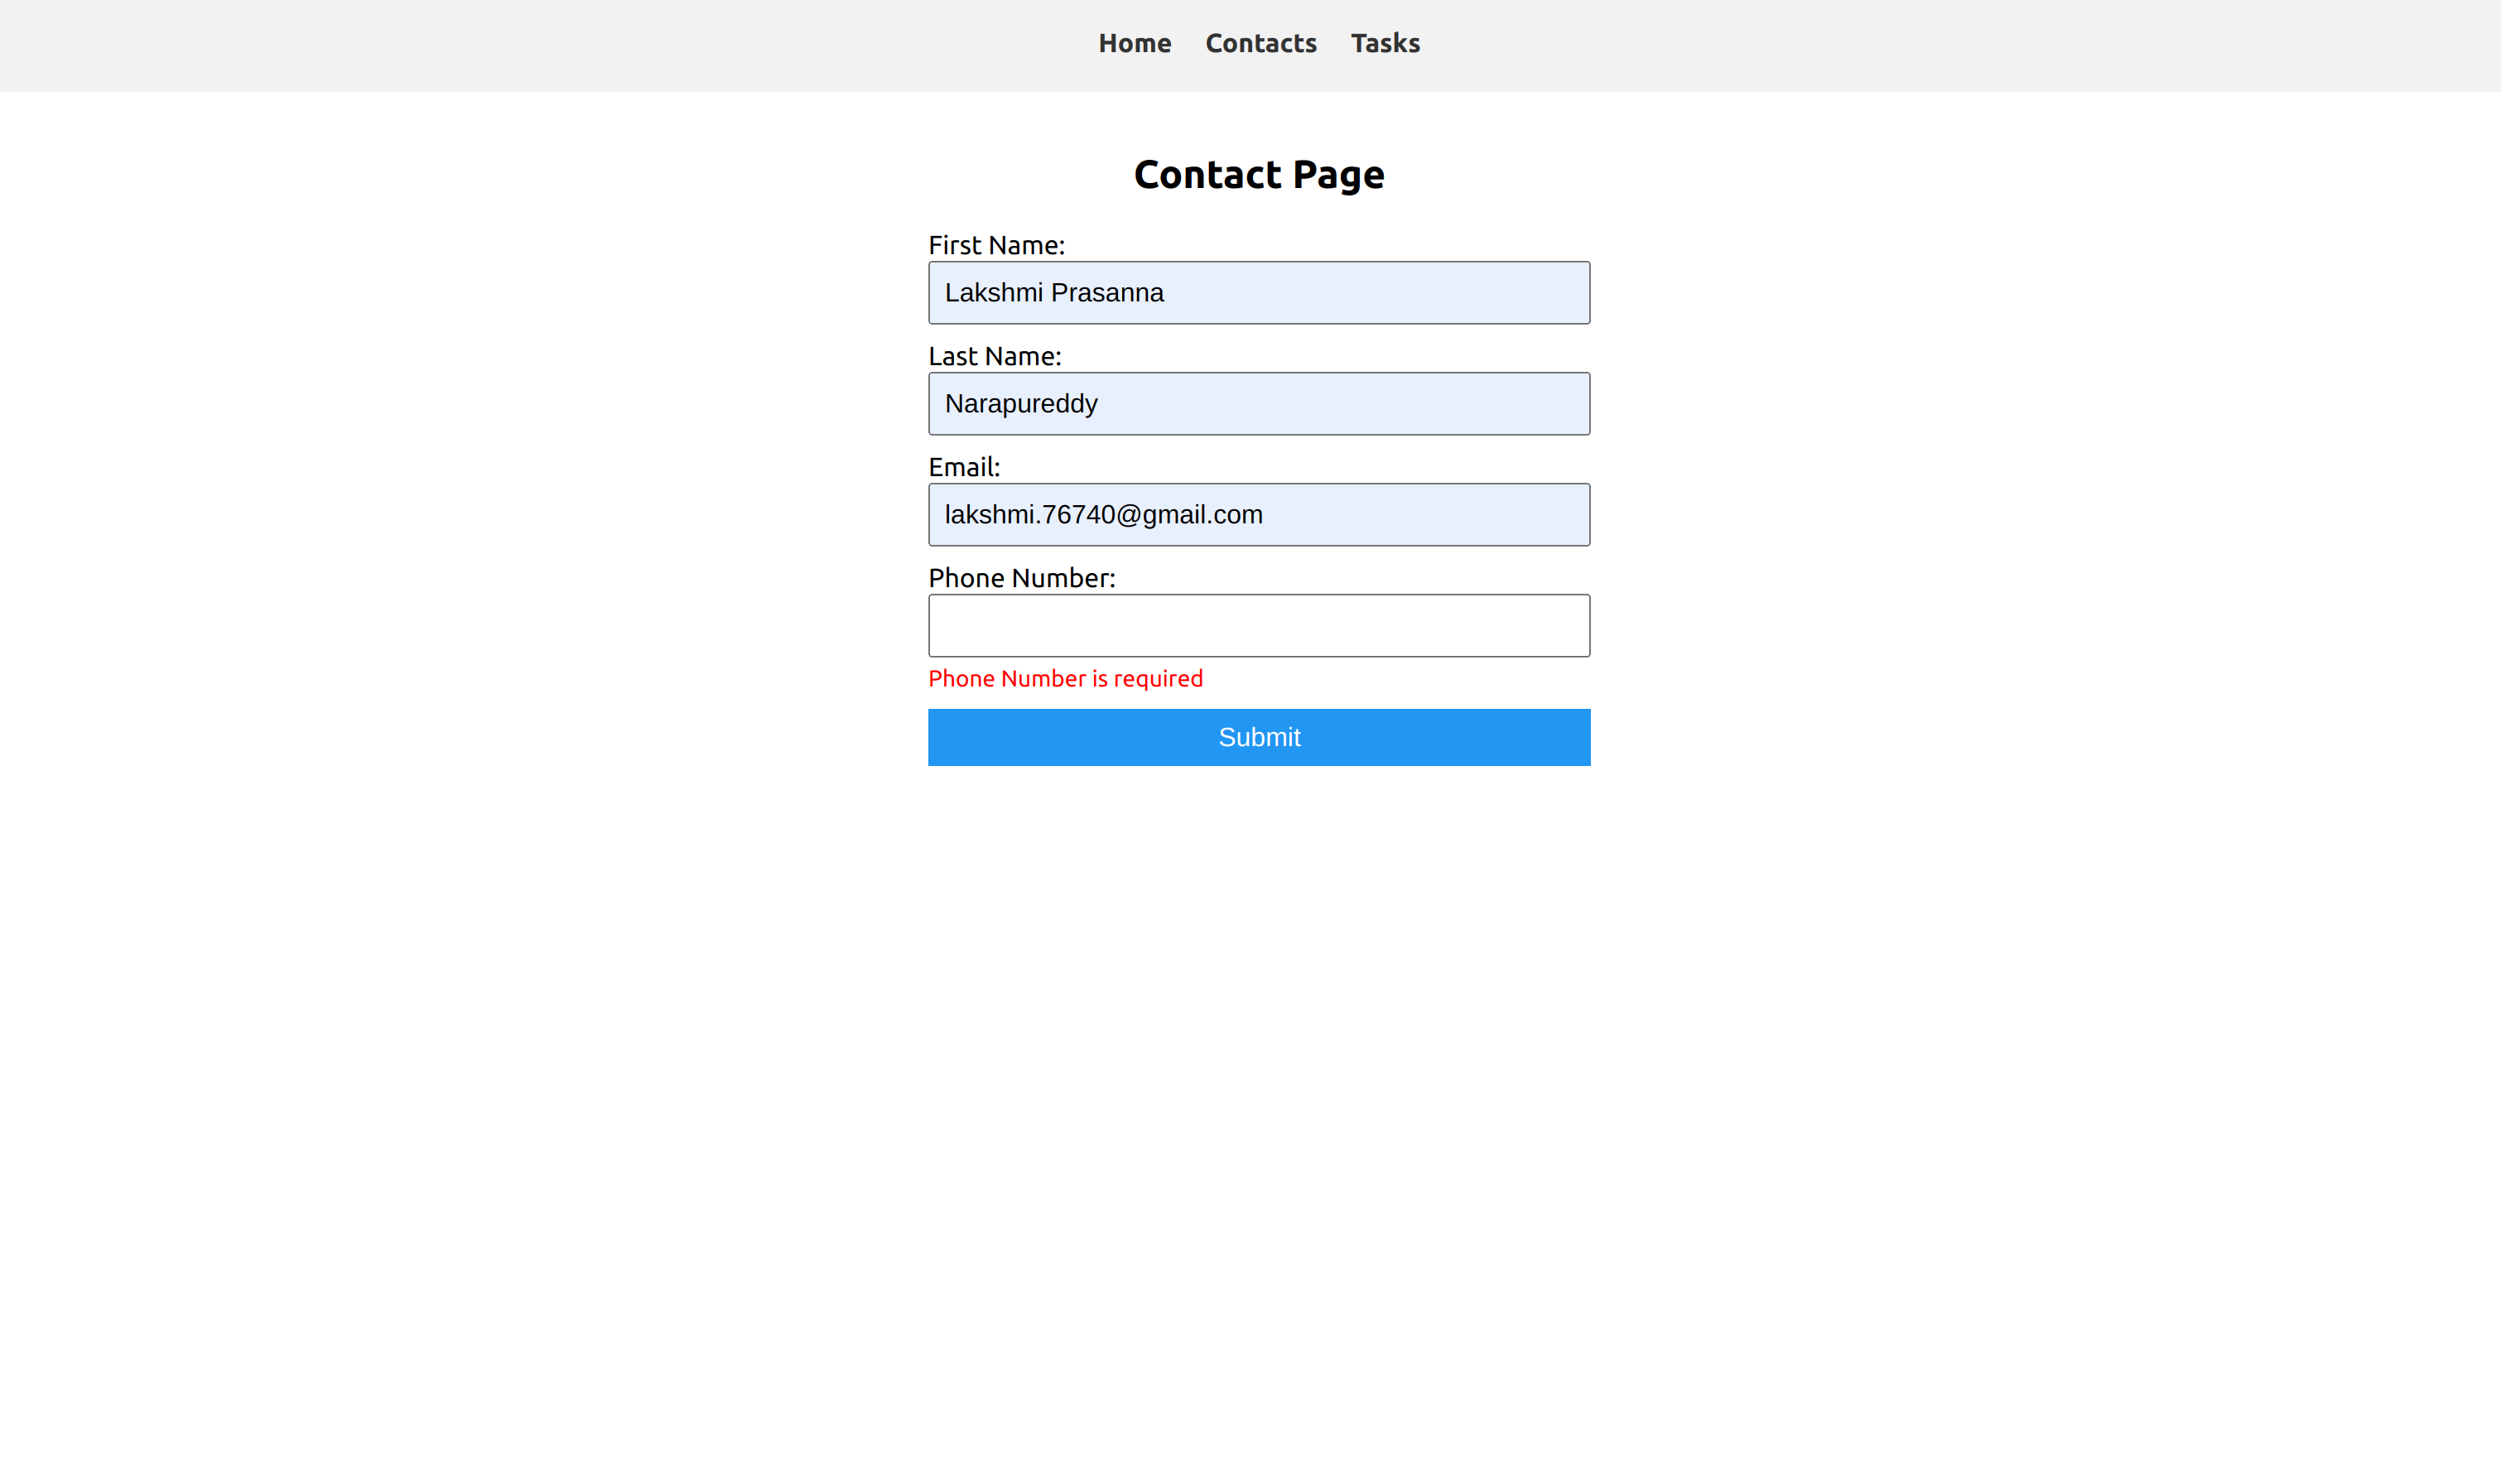 Home Contacts Tasks
Contact Page
First Name:
Lakshmi Prasanna
Last Name:
Narapureddy
Email:
lakshmi.76740@gmail.com
Phone Number:
Phone Number is required
Submit